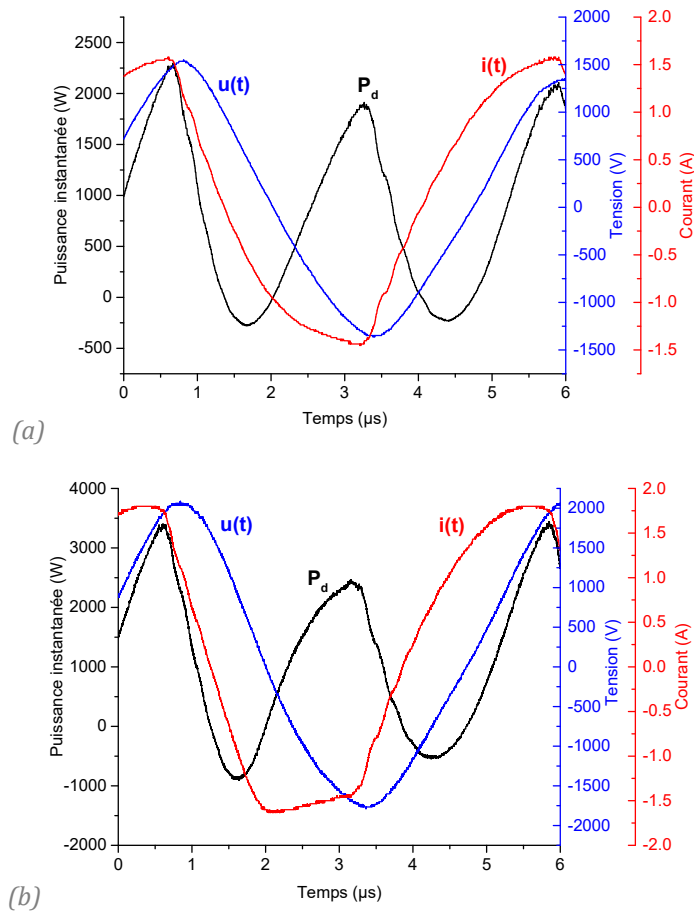 2500
2000
1500
1000
500
0
-500
Puissance instantanée (W)
0 1 2 3 4 5 6
Temps (µs)
u(t)
Pd
i(t)
2000
1500
1000
500
0
-500
-1000
-1500
Tension (V)
2.0
1.5
1.0
0.5
0.0
-0.5
-1.0
-1.5
Courant (A)
(a)
4000
3000
2000
1000
0
-1000
-2000
Puissance instantanée (W)
0 1 2 3 4 5 6
Temps (µs)
u(t)
Pd
i(t)
2000
1500
1000
500
0
-500
-1000
-1500
-2000
Tension (V)
2.0
1.5
1.0
0.5
0.0
-0.5
-1.0
-1.5
-2.0
Courant (A)
(b)